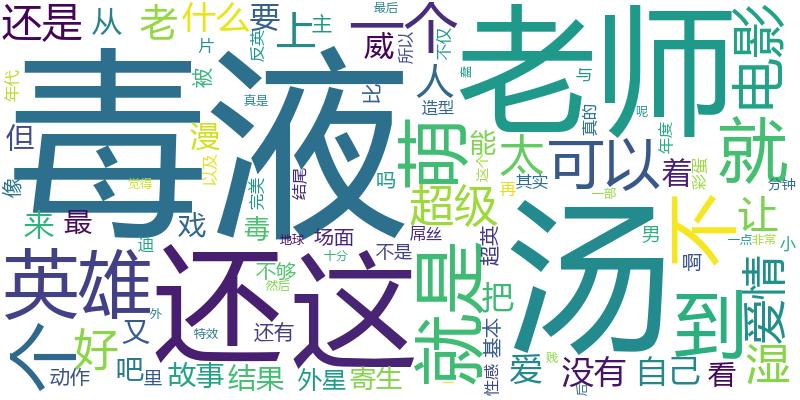 还是
从
老
什么
要
上
主
一个
威
最后
所以
不仅
老师
电影
片
反英
年代
被
真是
比
人
造型
篇
与
真的
呢
年度
就
毒液
但
漫
以及
像
觉得
完美
结尾
吗
萌
能
这个
太
超级
再
其实
可以
着
彩蛋
分钟
一部
来
最
戏
毒
迪
地球
场面
屌丝
超英
不是
男
啊
不
让
一点
非常
小
英雄
还
这
十分
不够
然后
就是
把
汤
到
爱情
个
好
又
外
特效
还有
基本
动作
吧
里
故事
结果
外星
寄生
性感
爱
贱
后
没有
自己
看
湿